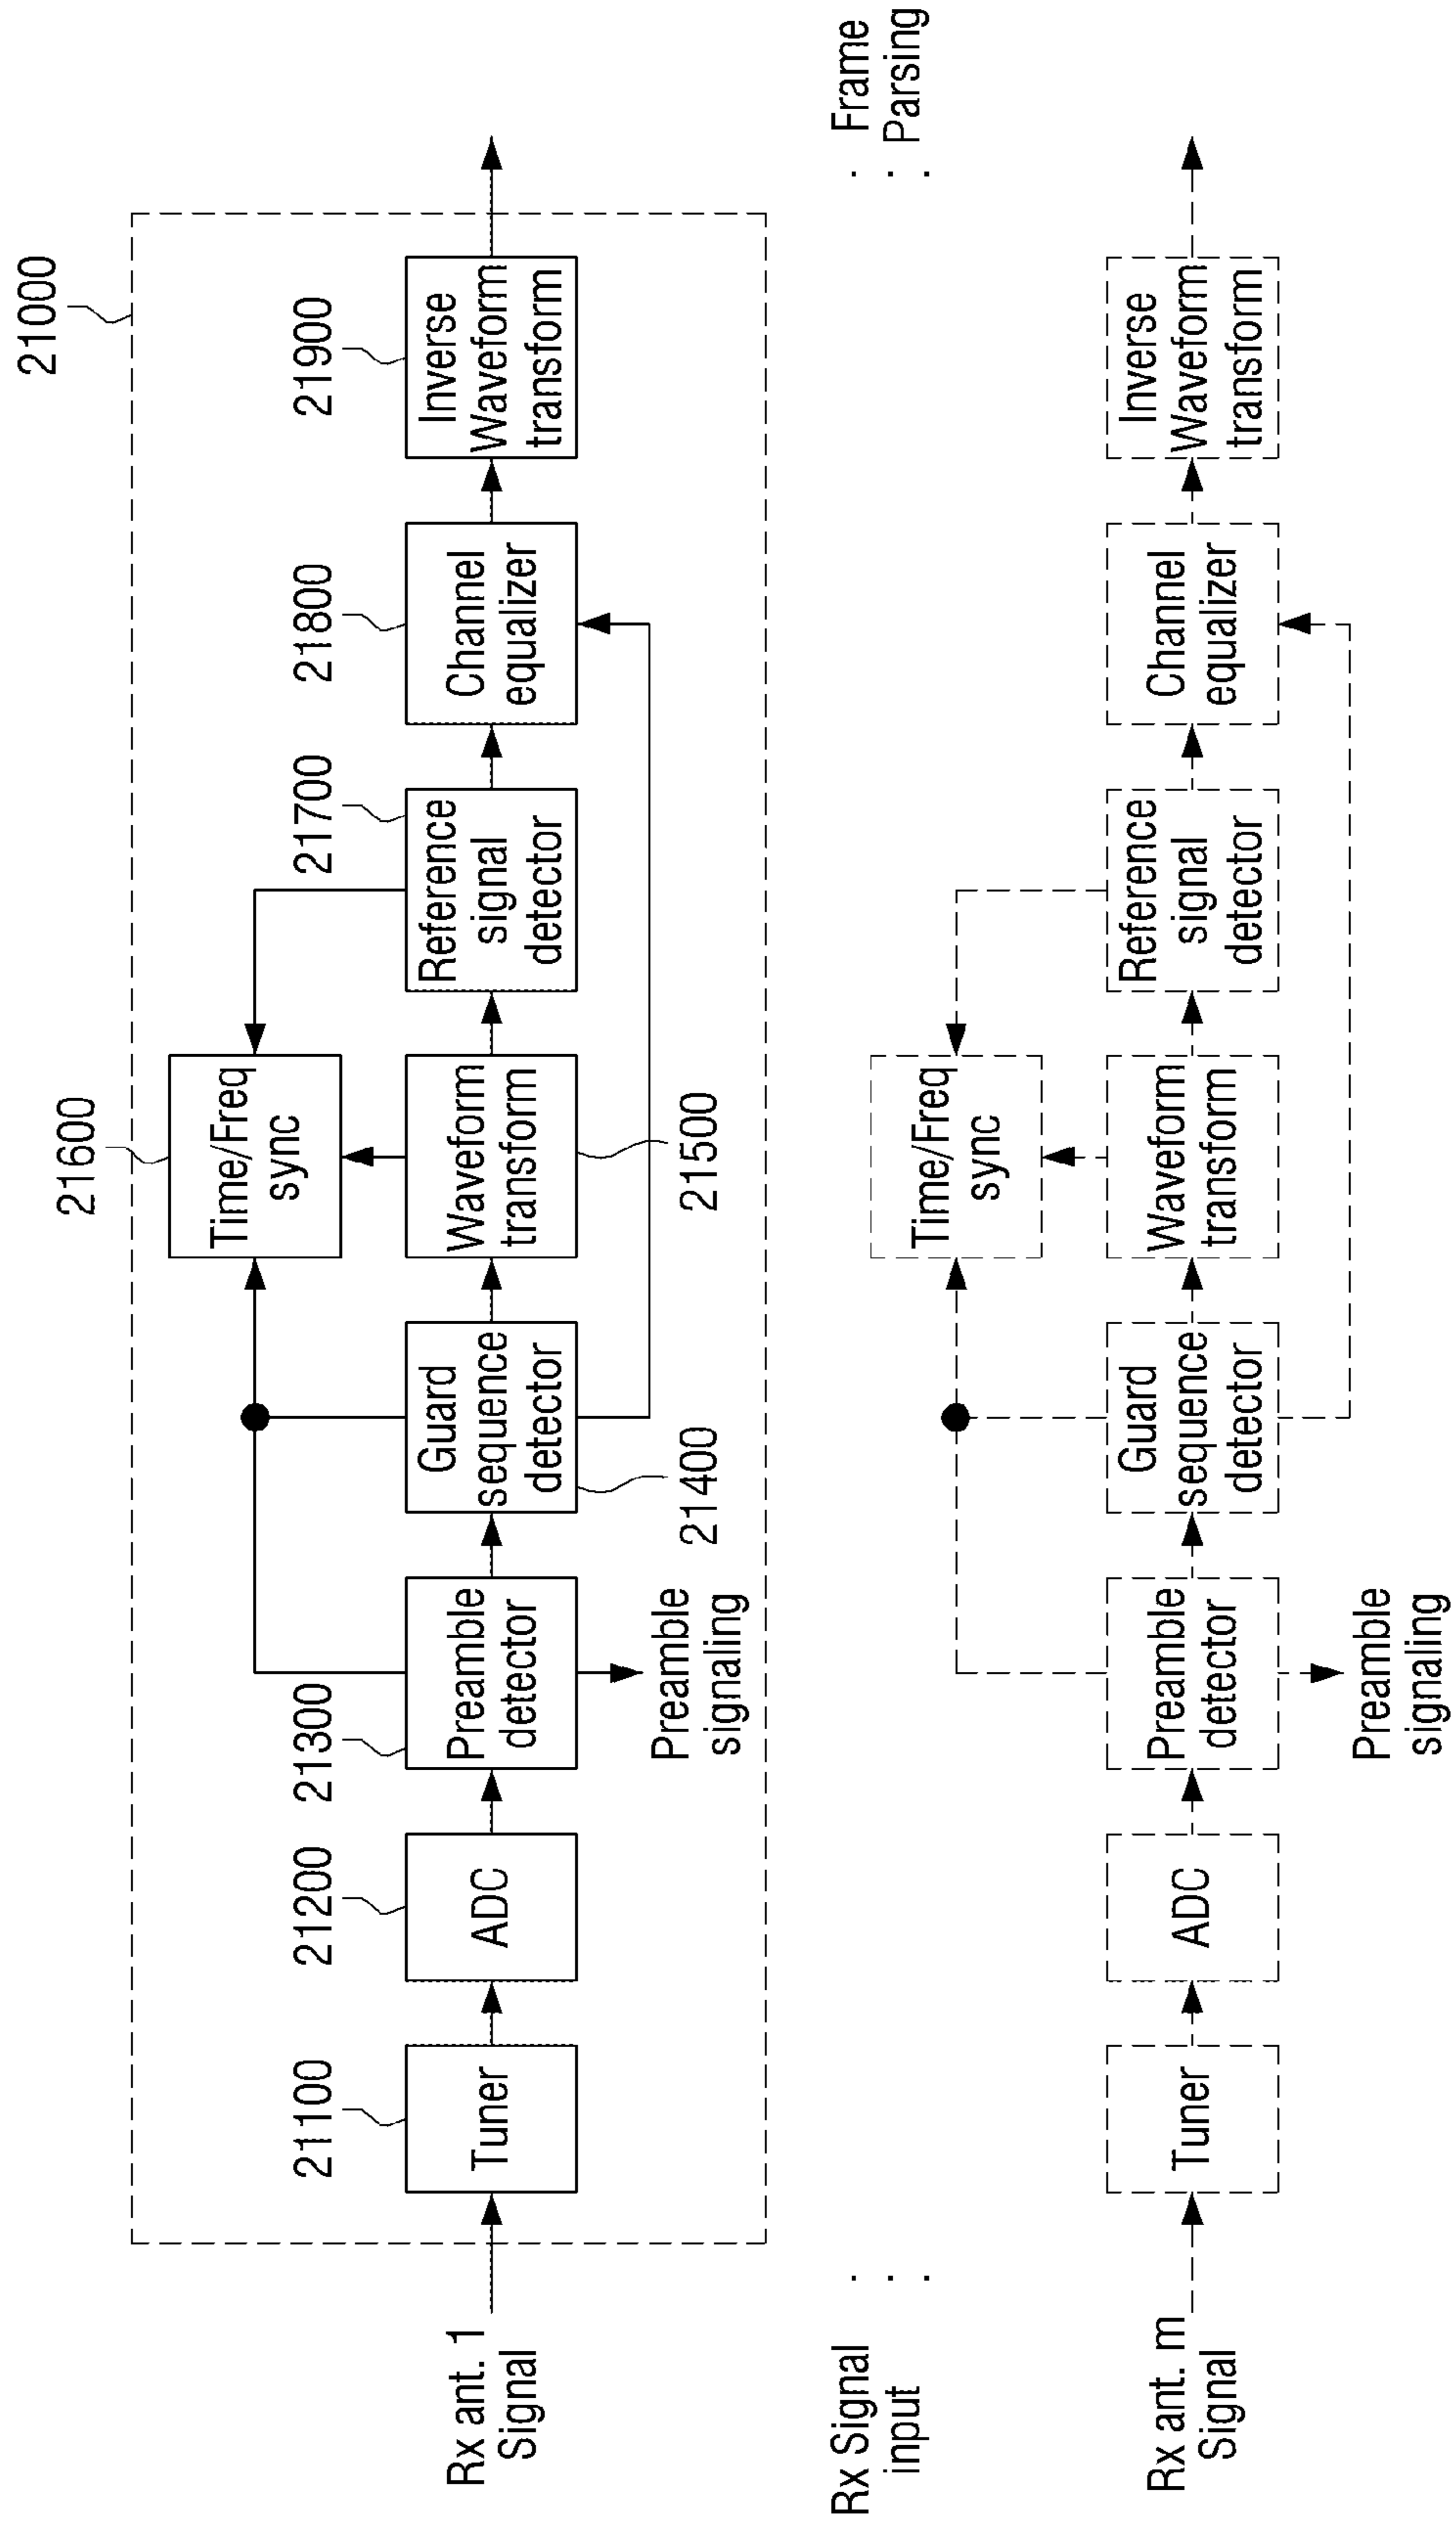 21000
21600
Time/Freq
sync
21100
21200
21300
21700
21800
21900
Rx ant. 1
Signal
Tuner
ADC
Preamble
detector
Guard
sequence
detector
Waveform
transform
Reference
signal
detector
Channel
equalizer
Inverse
Waveform
transform
Preamble
signaling
21400
21500
Rx Signal
input
Frame
Parsing
Time/Freq
sync
Rx ant. m
Signal
Tuner
ADC
Preamble
detector
Guard
sequence
detector
Waveform
transform
Reference
signal
detector
Channel
equalizer
Inverse
Waveform
transform
Preamble
signaling